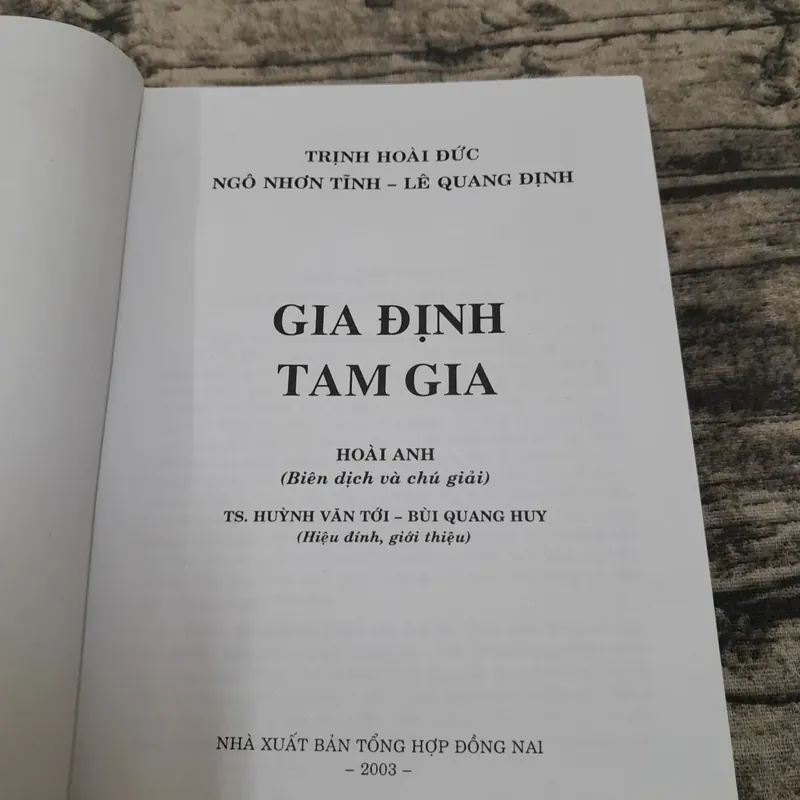 TRỊNH HOÀI ĐỨC
NGÔ NHƠN TĨNH – LÊ QUANG ĐỊNH
GIA ĐỊNH
TAM GIA
HOÀI ANH
(Biên dịch và chú giải)
TS. HUỲNH VĂN TỚI – BÙI QUANG HUY
(Hiệu đính, giới thiệu)
NHÀ XUẤT BẢN TỔNG HỢP ĐỒNG NAI
– 2003 –